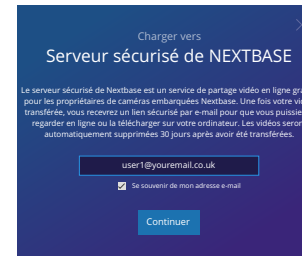 Charger vers
Serveur sécurisé de NEXTBASE
Le serveur sécurisé de Nextbase est un service de partage vidéo en ligne
pour les propriétaires de caméras embarquées Nextbase. Une fois votre
transférée, vous recevrez un lien sécurisé par e-mail pour que vous
regarder en ligne ou la télécharger sur votre ordinateur. Les vidéos
automatiquement supprimées 30 jours après avoir été transférées.
user1@youremail.co.uk
Se souvenir de mon adresse e-mail
Continuer